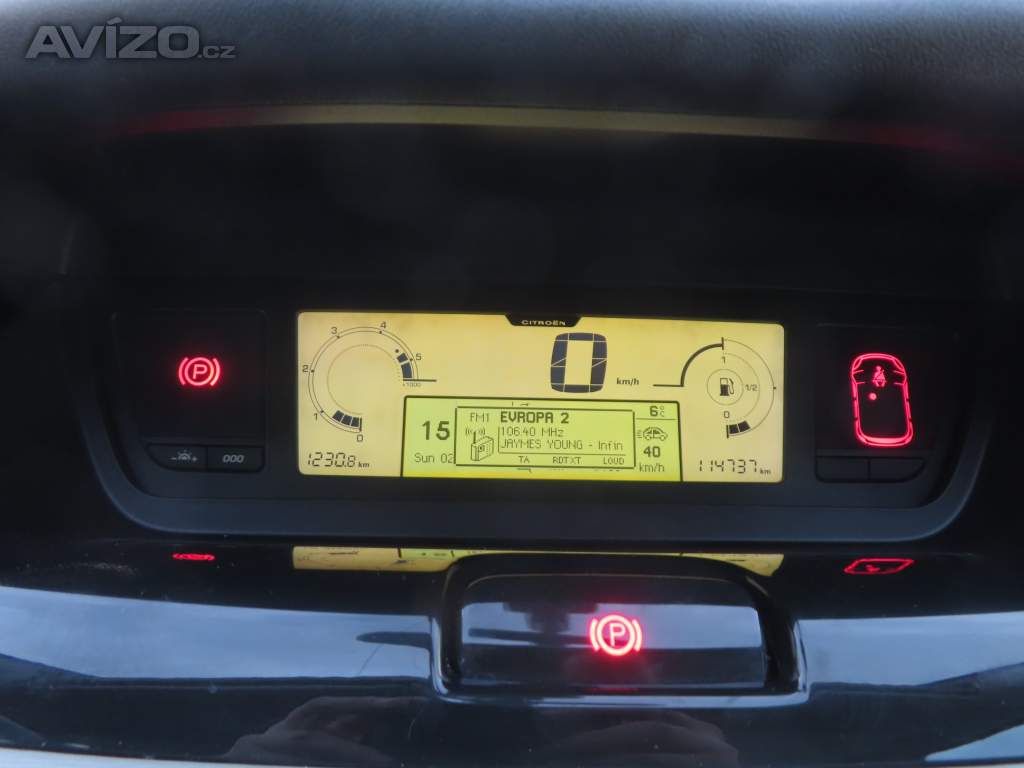 AVÍZO.cz
CITROËN
3 4
2 5
x1000
1
0
0 km/h
1
1/2
0
P
FM1 EVROPA 2
106.40 MHz
JAYMES YOUNG - Infin
TA RDTXT LOUD
15
Sun 02
6°C
E
40
km/h
1230.8 km
114737 km
000
P